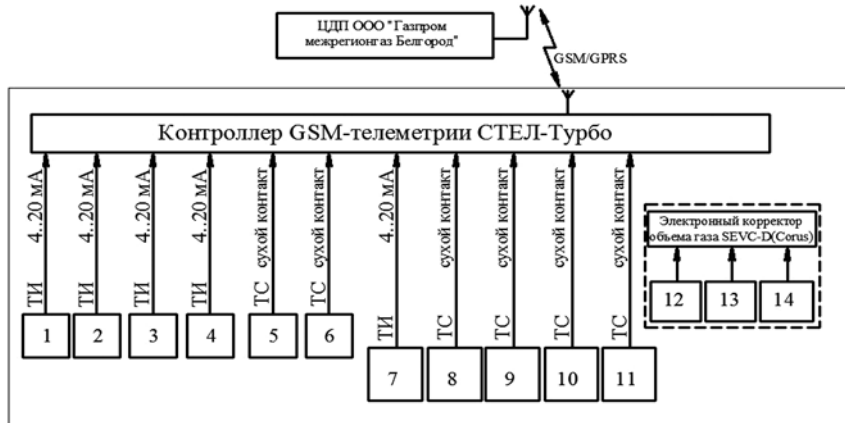 ЦДП ООО "Газпром
межрегионгаз Белгород"
GSM/GPRS
Контроллер GSM-телеметрии СТЕЛ-Турбо
ТИ 4..20 мА
ТИ 4..20 мА
ТИ 4..20 мА
ТИ 4..20 мА
ТС сухой контакт
ТС сухой контакт
ТИ 4..20 мА
ТС сухой контакт
ТС сухой контакт
ТС сухой контакт
ТС сухой контакт
Электронный корректор
объема газа SEVC-D(Corus)
12 13 14
1 2 3 4 5 6
7 8 9 10 11